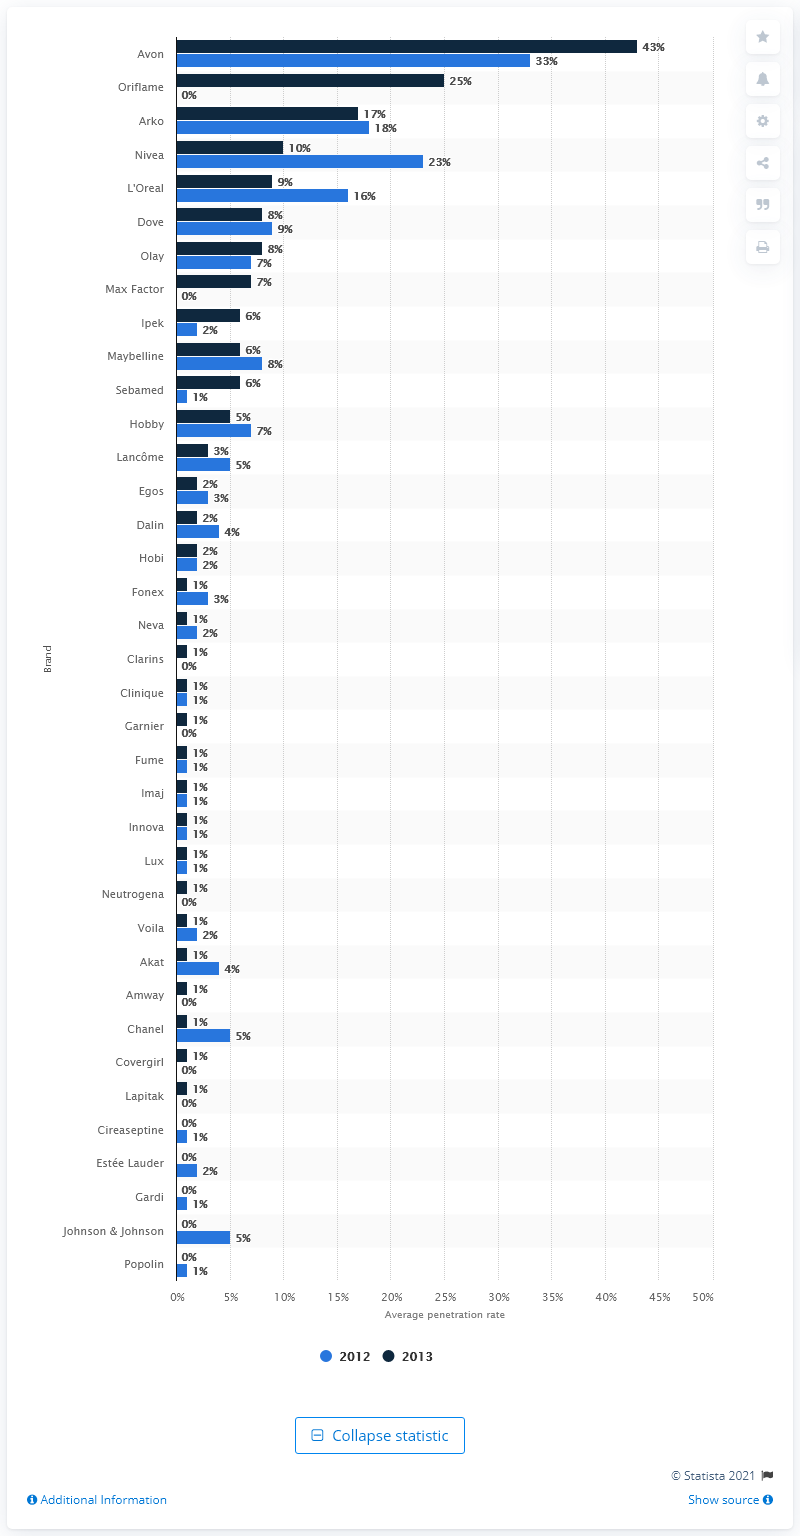 Avon
43%
33%
Oriflame
25%
0%
Arko
17%
18%
Nivea
10%
23%
L'Oreal
9%
16%
Dove
8%
9%
Olay
8%
7%
Max Factor
7%
0%
Ipek
6%
2%
Maybelline
6%
8%
Sebamed
6%
1%
Hobby
5%
7%
Lancôme
3%
5%
Egos
2%
3%
Dalin
2%
4%
Hobi
2%
2%
Fonex
1%
3%
Neva
1%
2%
Brand
Clarins
1%
0%
Clinique
1%
1%
Garnier
1%
0%
Fume
1%
1%
Imaj
1%
1%
Innova
1%
1%
Lux
1%
1%
Neutrogena
1%
0%
Voila
1%
2%
Akat
1%
4%
Amway
1%
0%
Chanel
1%
5%
Covergirl
1%
0%
Lapitak
1%
0%
Cireaseptine
0%
1%
Estée Lauder
0%
2%
Gardi
0%
1%
Johnson & Johnson
0%
5%
Popolin
0%
1%
0% 5% 10% 15% 20% 25% 30% 35% 40% 45% 50%
Average penetration rate
2012 2013
Collapse statistic
© Statista 2021
Additional Information Show source